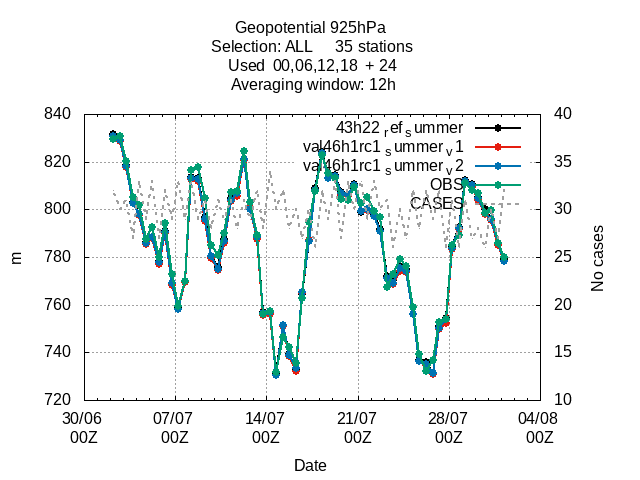 Geopotential 925hPa
Selection: ALL 35 stations
Used 00,06,12,18 + 24
Averaging window: 12h
840
820
800
780
760
740
720
m
40
35
30
25
20
15
10
No cases
43h22 ref summer
val46h1rc1 summer v1
val46h1rc1 summer v2
OBS
CASES
30/06 07/07 14/07 21/07 28/07 04/08
00Z 00Z 00Z 00Z 00Z 00Z
Date